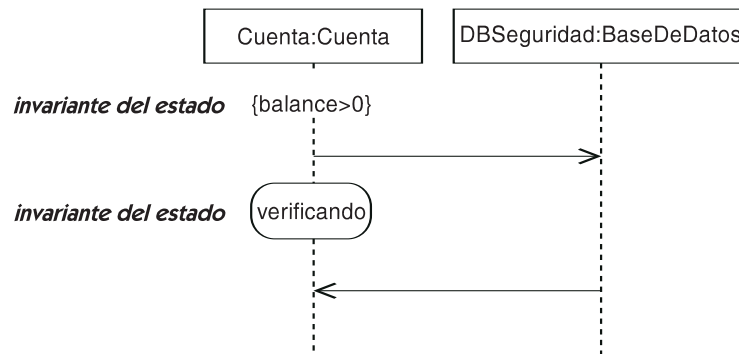 Cuenta:Cuenta
DBSeguridad:BaseDeDatos
invariante del estado
{balance>0}
invariante del estado
verificando